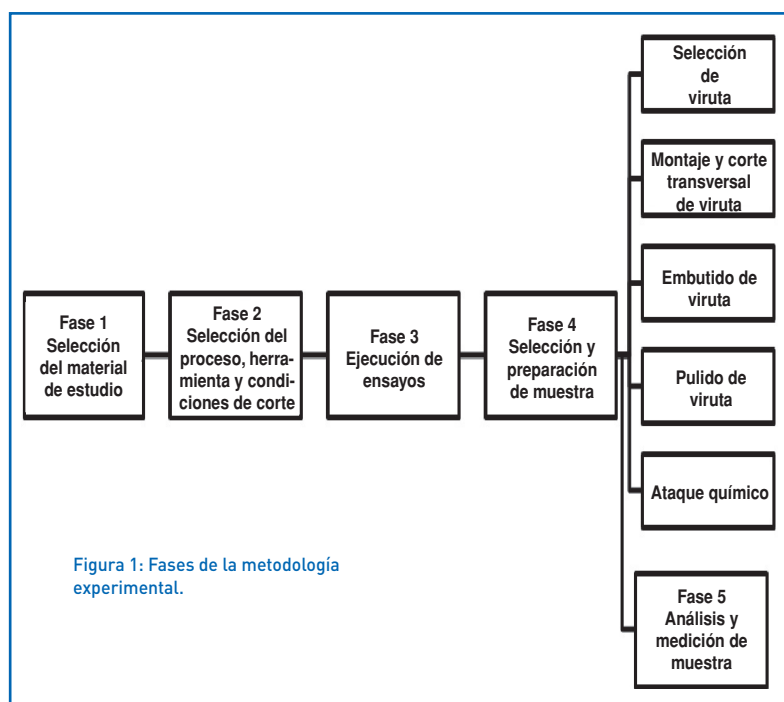 Selección
de
viruta
Montaje y corte
transversal
de viruta
Embutido de
viruta
Fase 1
Selección
del material
de estudio
Fase 2
Selección del
proceso, herra-
mienta y condi-
ciones de corte
Fase 3
Ejecución de
ensayos
Fase 4
Selección y
preparación
de muestra
Pulido de
viruta
Ataque químico
Fase 5
Análisis y
medición de
muestra
Figura 1: Fases de la metodología
experimental.